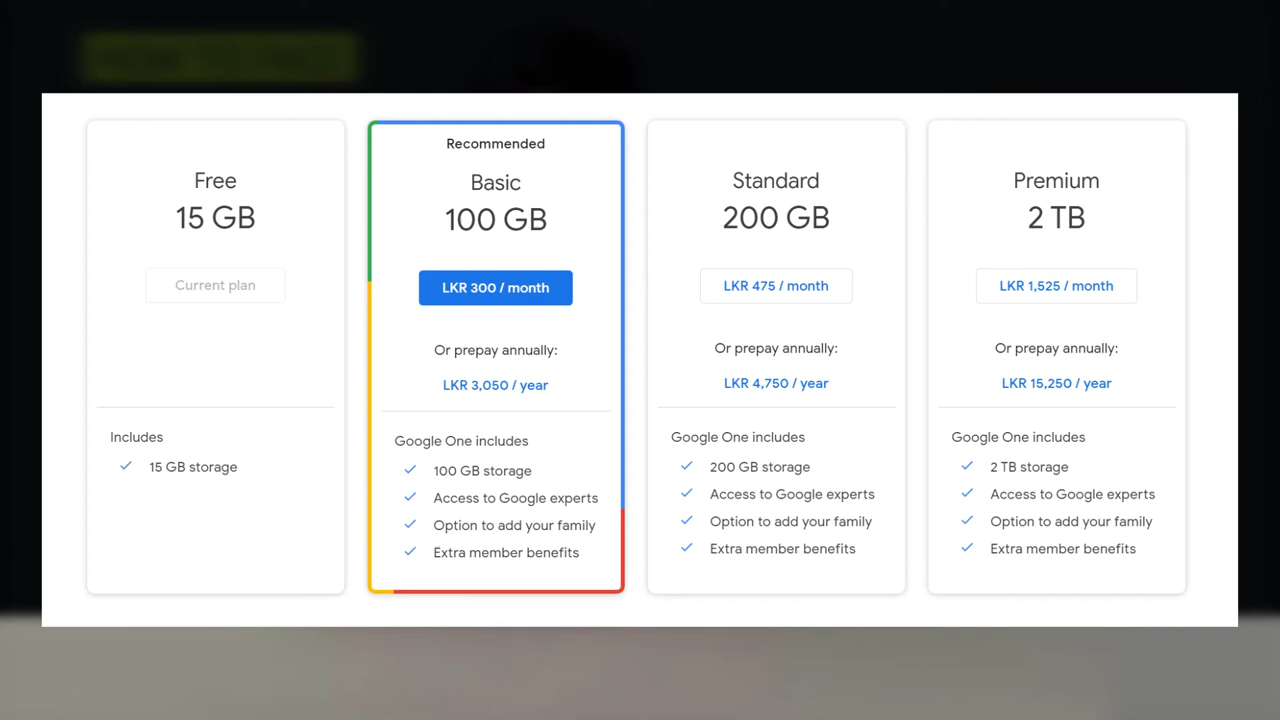 Free
15 GB
Current plan
Includes
15 GB storage
Recommended
Basic
100 GB
LKR 300 / month
Or prepay annually:
LKR 3,050 / year
Google One includes
100 GB storage
Access to Google experts
Option to add your family
Extra member benefits
Standard
200 GB
LKR 475 / month
Or prepay annually:
LKR 4,750 / year
Google One includes
200 GB storage
Access to Google experts
Option to add your family
Extra member benefits
Premium
2 TB
LKR 1,525 / month
Or prepay annually:
LKR 15,250 / year
Google One includes
2 TB storage
Access to Google experts
Option to add your family
Extra member benefits